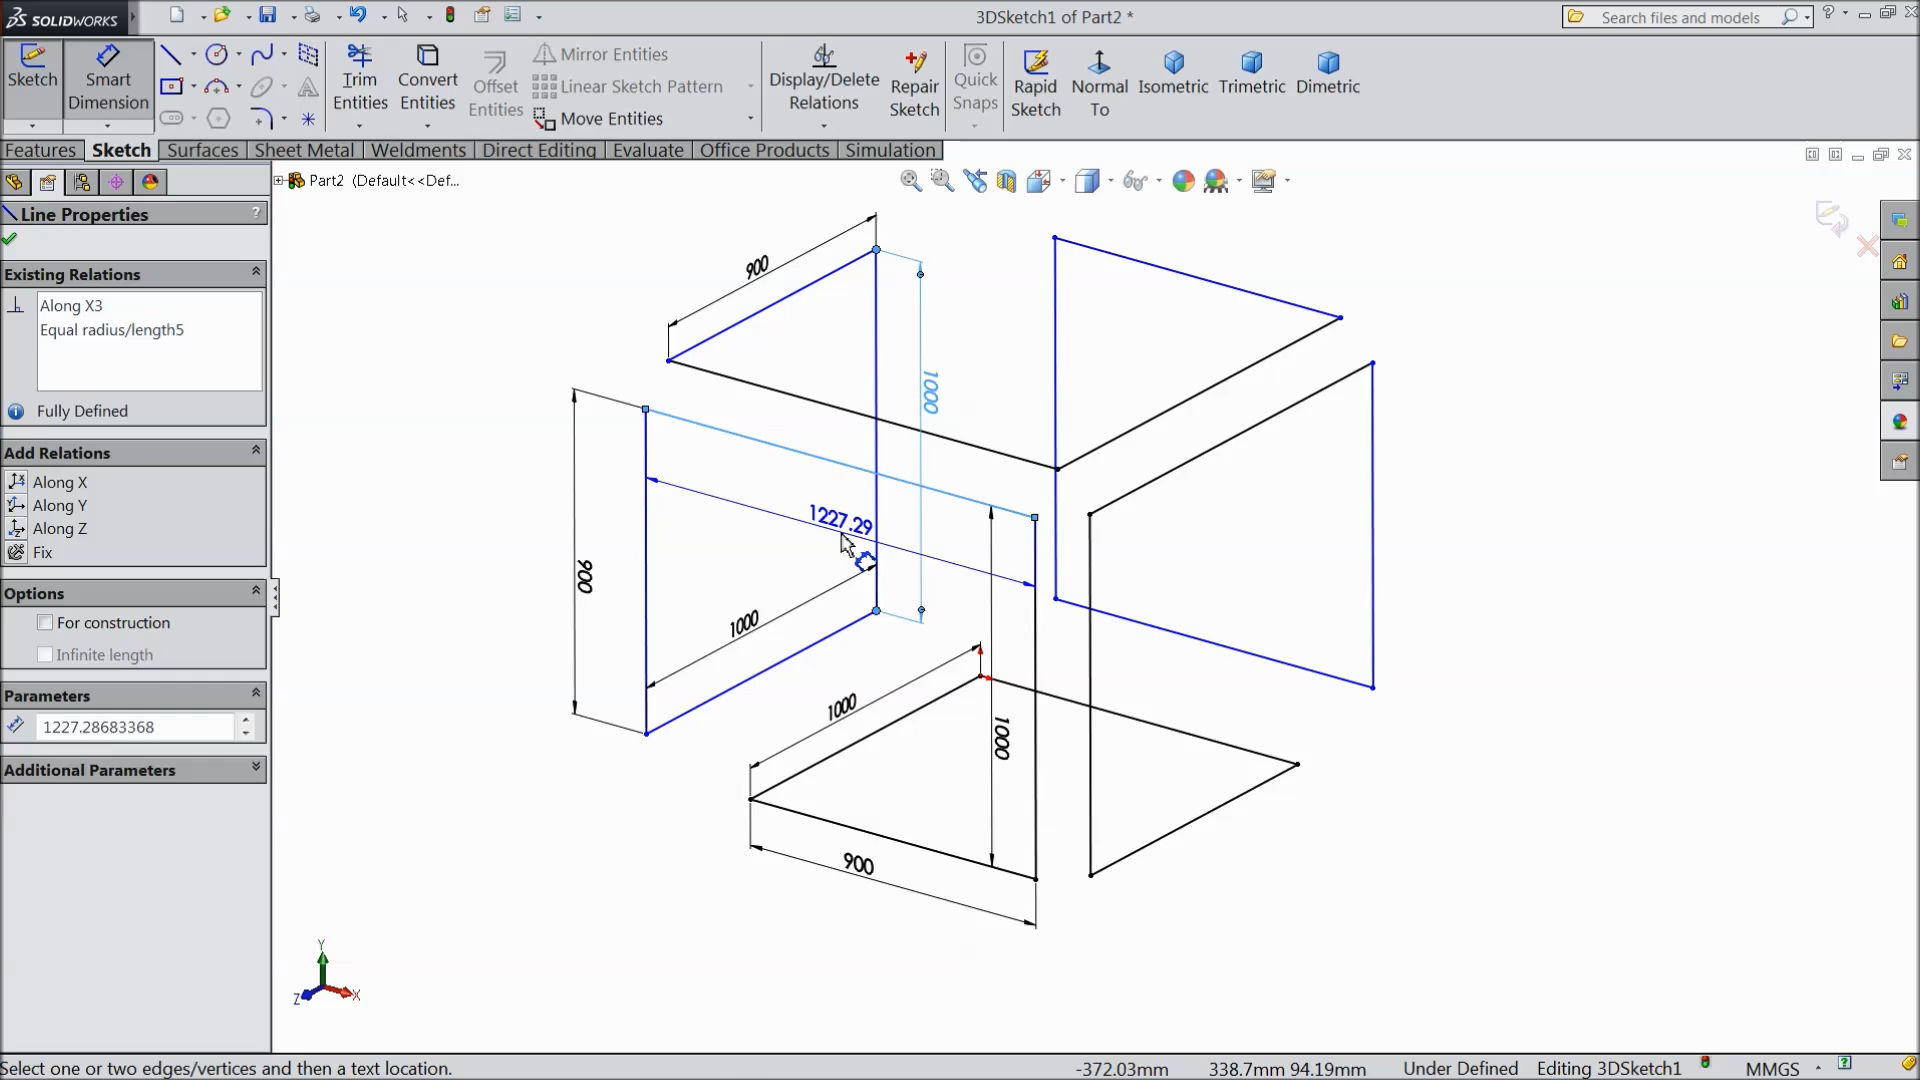 SOLIDWORKS
3DSketch1 of Part2 *
Search files and models
Sketch
Smart Dimension
Trim Entities
Convert Entities
Offset Entities
Mirror Entities
Linear Sketch Pattern
Move Entities
Display/Delete Relations
Repair Sketch
Quick Snaps
Rapid Sketch
Normal To
Isometric
Trimetric
Dimetric
Features
Sketch
Surfaces
Sheet Metal
Weldments
Direct Editing
Evaluate
Office Products
Simulation
Part2 (Default<<Def...
Line Properties
?
Existing Relations
Along X3
Equal radius/length5
Fully Defined
Add Relations
Along X
Along Y
Along Z
Fix
Options
For construction
Infinite length
Parameters
1227.28683368
Additional Parameters
900
1000
1227.29
900
1000
1000
1000
900
Y
Z
X
Select one or two edges/vertices and then a text location.
-372.03mm
338.7mm 94.19mm
Under Defined
Editing 3DSketch1
MMGS